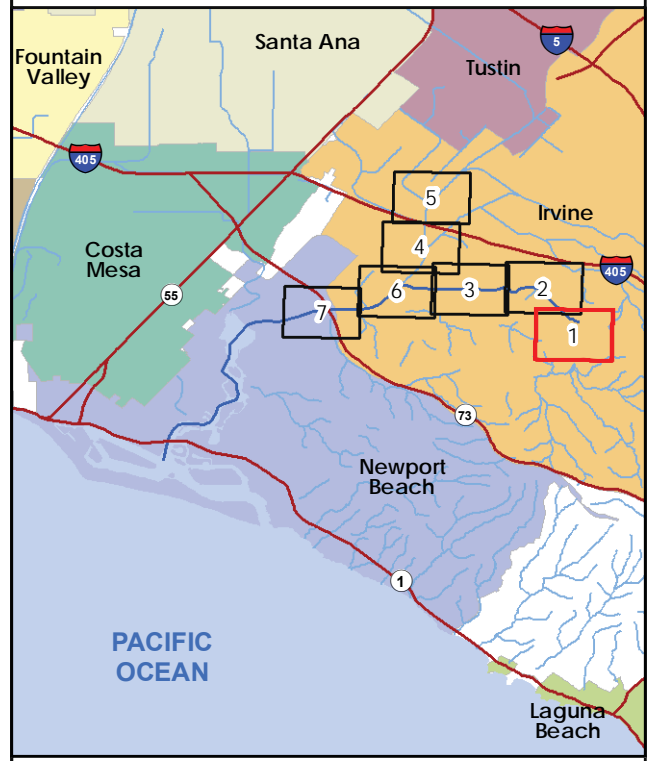 Santa Ana
Fountain
Valley
Tustin
5
405
5
Irvine
4
Costa
Mesa
405
55
6
3
2
7
1
73
Newport
Beach
1
PACIFIC
OCEAN
Laguna
Beach